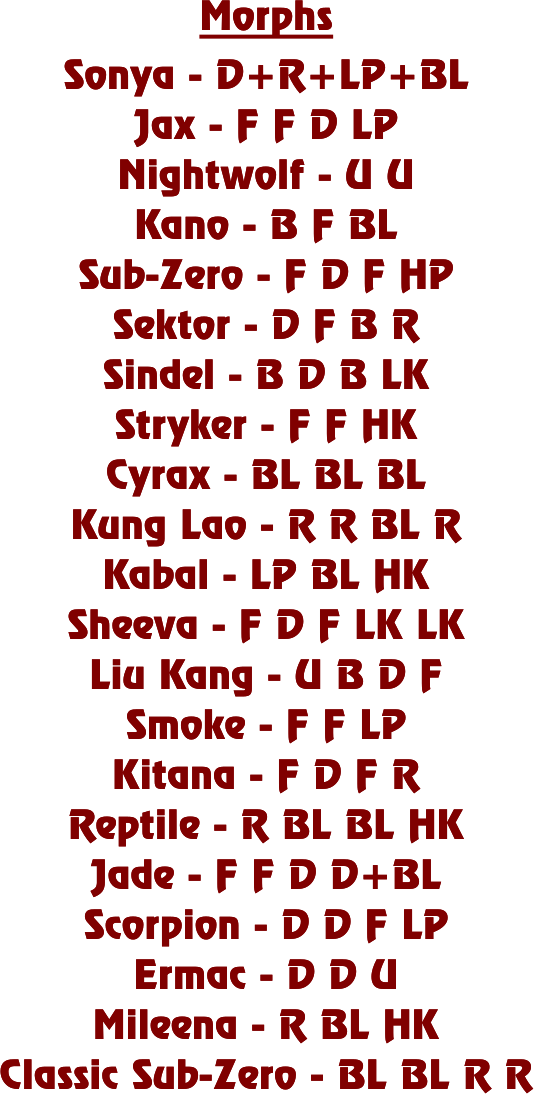 Morphs
Sonya - D+R+LP+BL
Jax - F F D LP
Nightwolf - U U
Kano - B F BL
Sub-Zero - F D F HP
Sektor - D F B R
Sindel - B D B LK
Stryker - F F HK
Cyrax - BL BL BL
Kung Lao - R R BL R
Kabal - LP BL HK
Sheeva - F D F LK LK
Liu Kang - U B D F
Smoke - F F LP
Kitana - F D F R
Reptile - R BL BL HK
Jade - F F D D+BL
Scorpion - D D F LP
Ermac - D D U
Mileena - R BL HK
Classic Sub-Zero - BL BL R R